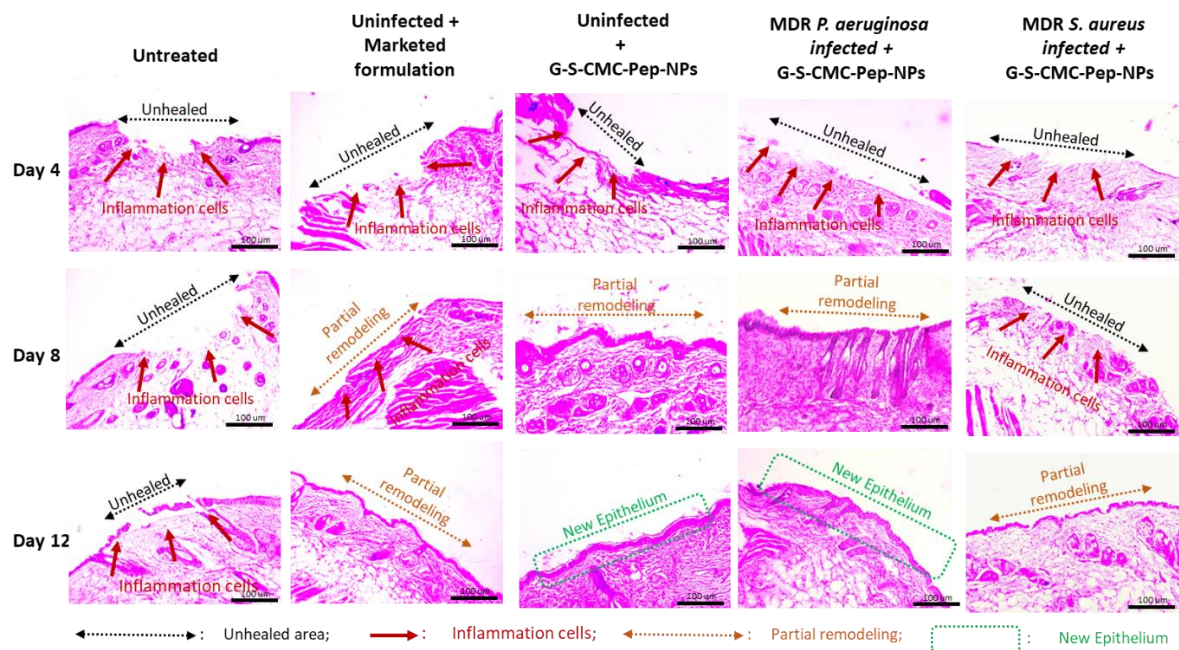 Untreated
Uninfected +
Marketed
formulation
Uninfected
+
G-S-CMC-Pep-NPs
MDR P. aeruginosa
infected +
G-S-CMC-Pep-NPs
MDR S. aureus
infected +
G-S-CMC-Pep-NPs
Day 4
Unhealed
Inflammation cells
100 um
Unhealed
Inflammation cells
100 um
Unhealed
Inflammation cells
100 um
Unhealed
Inflammation cells
100 um
Unhealed
Inflammation cells
100 um
Day 8
Unhealed
Inflammation cells
100 um
Partial
remodeling
Inflammation cells
100 um
Partial remodeling
100 um
Partial
remodeling
100 um
Unhealed
Inflammation
cells
100 um
Day 12
Unhealed
Inflammation cells
100 um
Partial
remodeling
100 um
New Epithelium
100 um
New Epithelium
100 um
Partial
remodeling
100 um
: Unhealed area; : Inflammation cells; : Partial remodeling; : New Epithelium